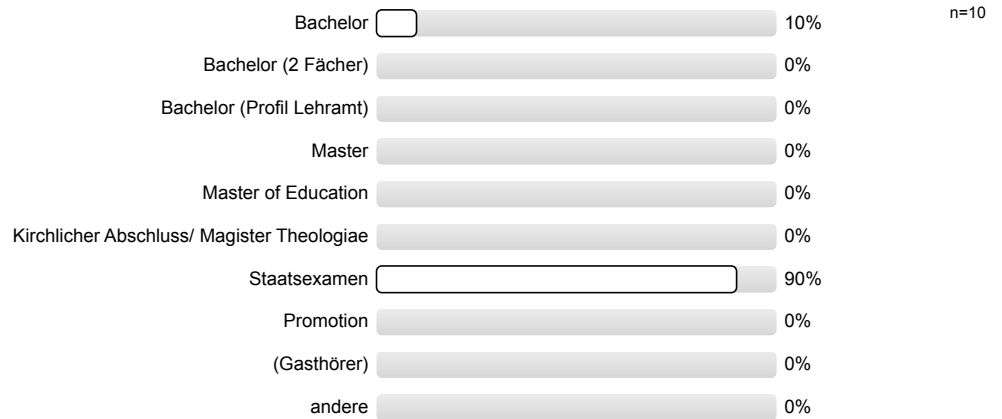 Bachelor 10% n=10
Bachelor (2 Fächer) 0%
Bachelor (Profil Lehramt) 0%
Master 0%
Master of Education 0%
Kirchlicher Abschluss/ Magister Theologiae 0%
Staatsexamen 90%
Promotion 0%
(Gasthörer) 0%
andere 0%